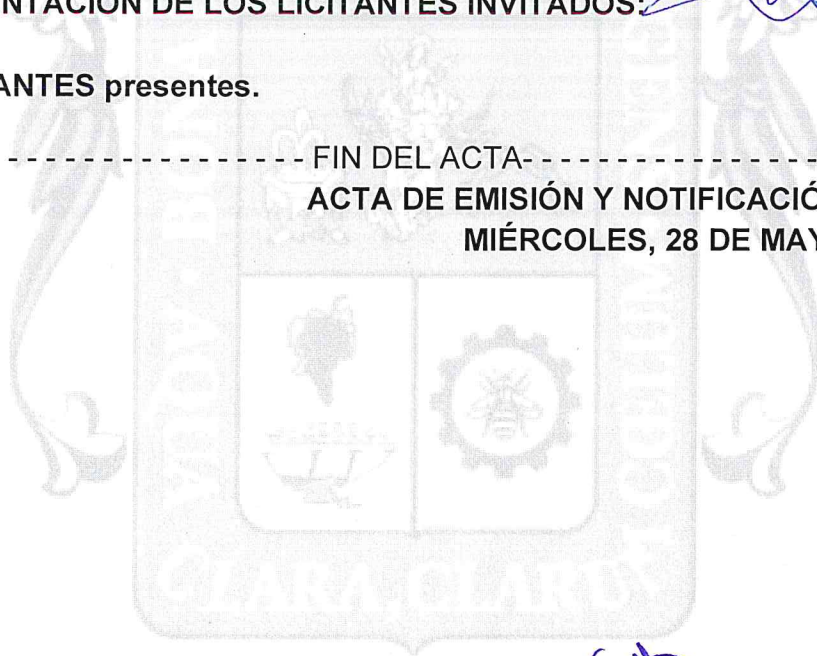 NTACIÓN DE LOS LICITANTES INVITADOS:
ANTES presentes.
- - - - - - - - - - - - - - - - FIN DEL ACTA- - - - - - - - - - - - - - - -
ACTA DE EMISIÓN Y NOTIFICACIÓ
MIÉRCOLES, 28 DE MAY
CLARA